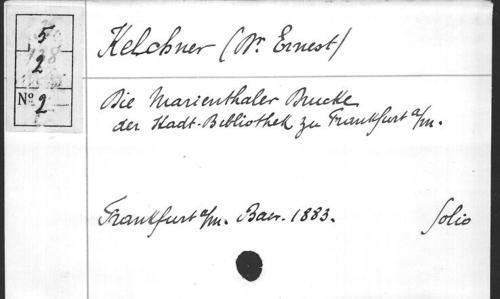 5
2
Nº 2
Kelchner (Dr. Ernest)
Die Marienthaler Drucke
der Stadt-Bibliothek zu Frankfurt a/m.
Frankfurt a/m. Baer. 1883. folio